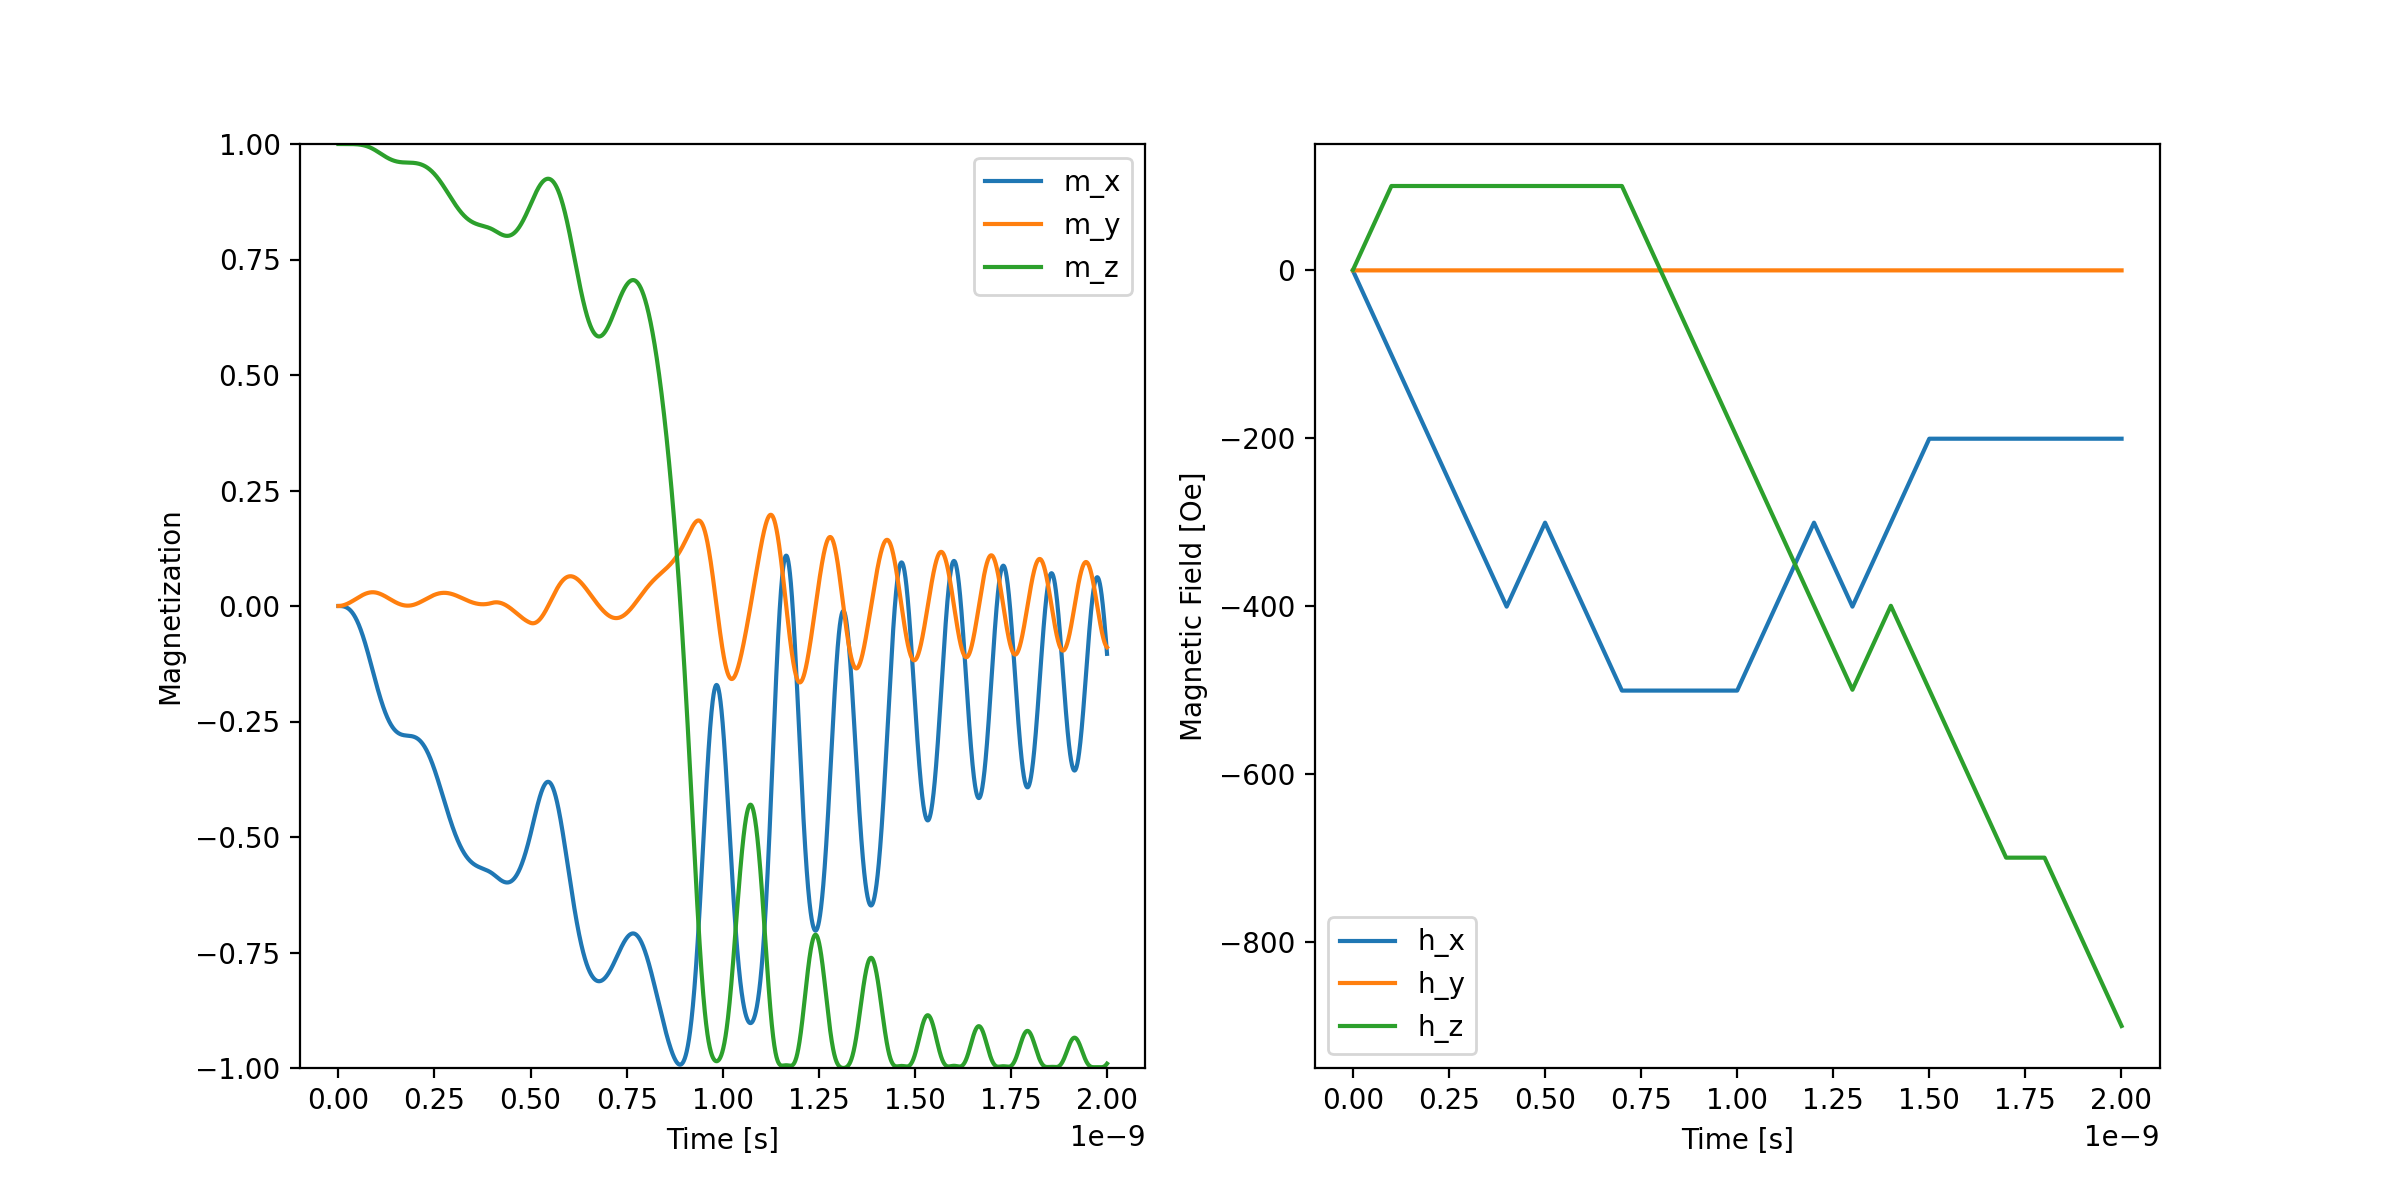 1.00
0.75
0.50
0.25
0.00
−0.25
−0.50
−0.75
−1.00
Magnetization
m_x
m_y
m_z
0.00 0.25 0.50 0.75 1.00 1.25 1.50 1.75 2.00
1e−9
Time [s]
0
−200
−400
−600
−800
Magnetic Field [Oe]
h_x
h_y
h_z
0.00 0.25 0.50 0.75 1.00 1.25 1.50 1.75 2.00
1e−9
Time [s]